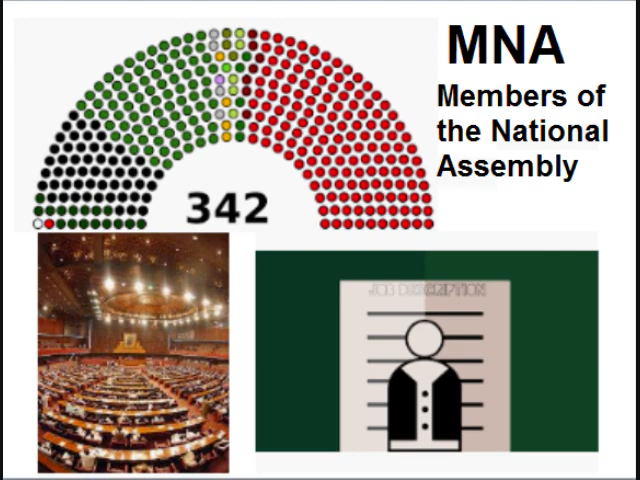 MNA
Members of
the National
Assembly
342
JOB DESCRIPTION